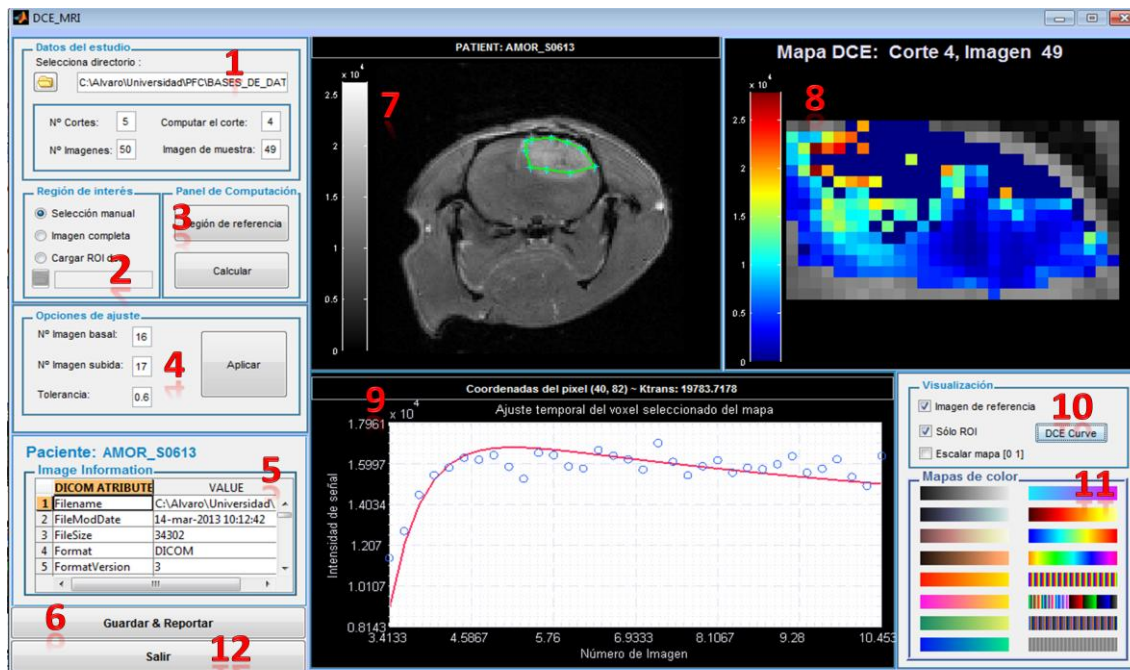 DCE_MRI
Datos del estudio
Selecciona directorio :
1
C:\Alvaro\Universidad\PFC\BASES_DE_DAT
Nº Cortes: 5 Computar el corte: 4
Nº Imagenes: 50 Imagen de muestra: 49
Región de interés
Selección manual
Imagen completa
Cargar ROI de
2
Panel de Computación
3
Región de referencia
Calcular
Opciones de ajuste
Nº Imagen basal: 16
Nº Imagen subida: 17
Tolerancia: 0.6
4
Aplicar
Paciente: AMOR_S0613
Image Information
5
DICOM ATRIBUTE VALUE
1 Filename C:\Alvaro\Universidad\
2 FileModDate 14-mar-2013 10:12:42
3 FileSize 34302
4 Format DICOM
5 FormatVersion 3
6
Guardar & Reportar
Salir
12
PATIENT: AMOR_S0613
x 10⁴
7
2.5
2
1.5
1
0.5
0
Mapa DCE: Corte 4, Imagen 49
x 10⁴
8
2.5
2
1.5
1
0.5
0
Coordenadas del pixel (40, 82) ~ Ktrans: 19783.7178
9
x 10⁴
Ajuste temporal del voxel seleccionado del mapa
Intensidad de señal
1.7961
1.5997
1.4034
1.207
1.0107
0.8143
3.4133 4.5867 5.76 6.9333 8.1067 9.28 10.453
Número de Imagen
Visualización
Imagen de referencia
10
Sólo ROI
DCE Curve
Escalar mapa [0 1]
Mapas de color
11